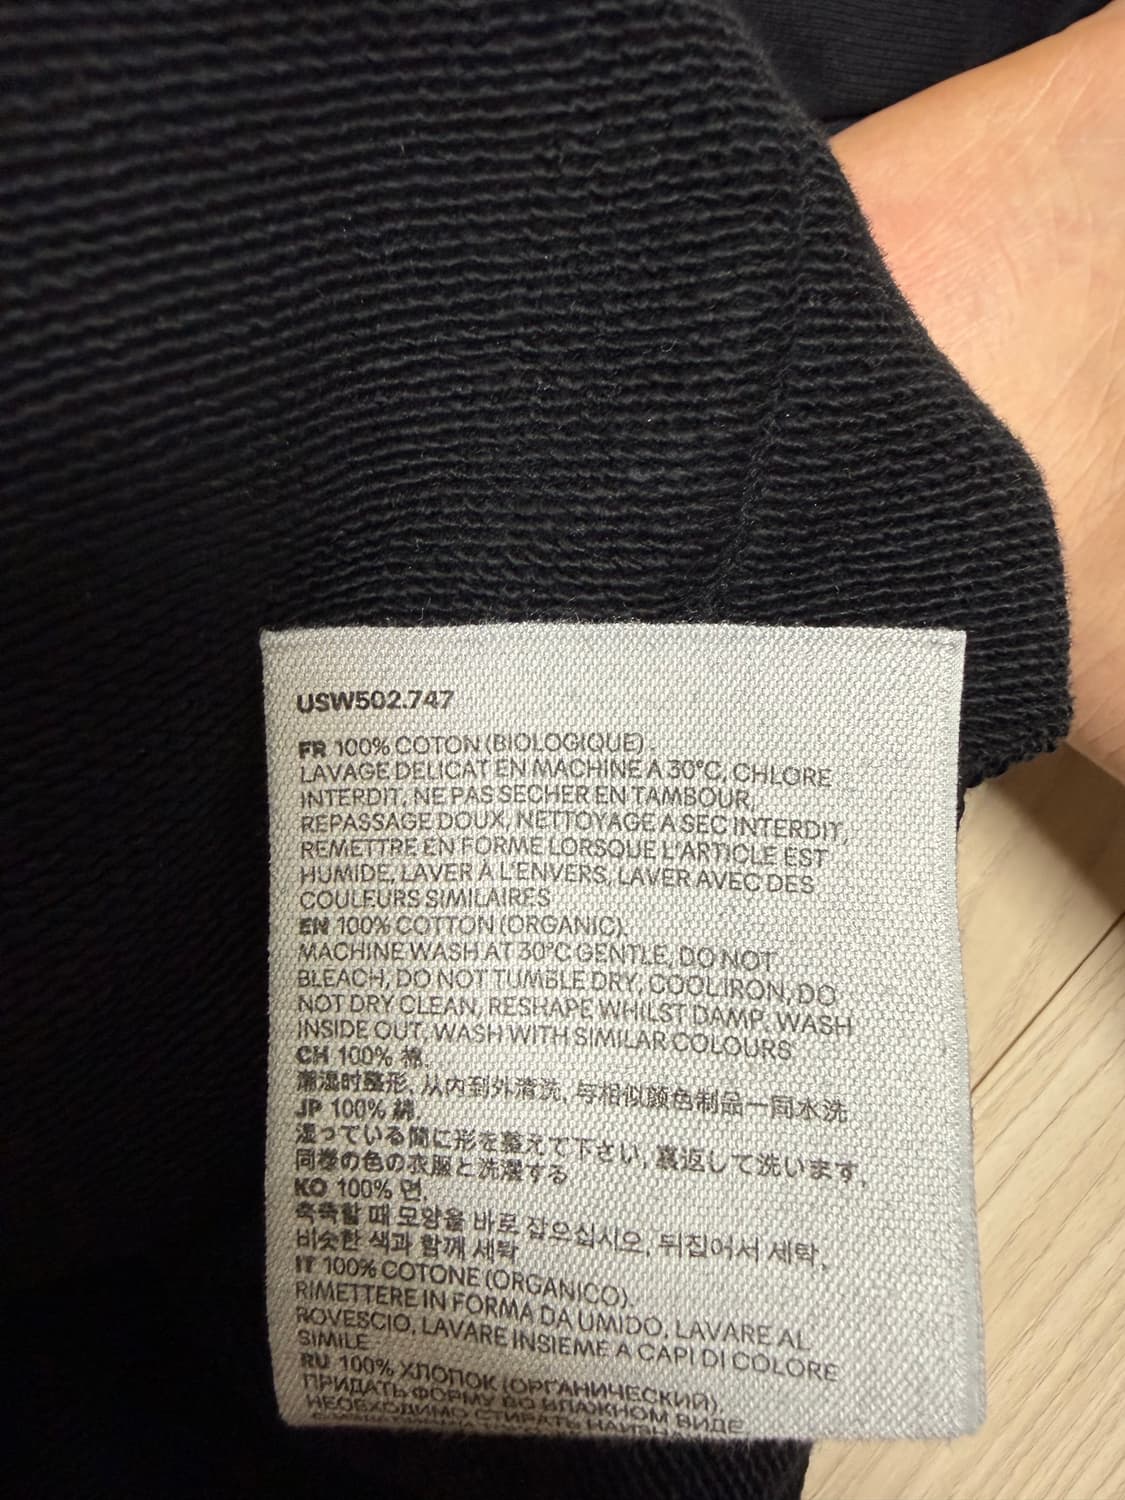 USW502.747
FR 100% COTON (BIOLOGIQUE).
LAVAGE DELICAT EN MACHINE A 30°C, CHLORE
INTERDIT, NE PAS SECHER EN TAMBOUR,
REPASSAGE DOUX, NETTOYAGE A SEC INTERDIT,
REMETTRE EN FORME LORSQUE L'ARTICLE EST
HUMIDE, LAVER À L'ENVERS, LAVER AVEC DES
COULEURS SIMILAIRES
EN 100% COTTON (ORGANIC).
MACHINE WASH AT 30°C GENTLE, DO NOT
BLEACH, DO NOT TUMBLE DRY, COOL IRON, DO
NOT DRY CLEAN, RESHAPE WHILST DAMP, WASH
INSIDE OUT, WASH WITH SIMILAR COLOURS
CH 100% 棉.
潮湿时整形, 从内到外清洗, 与相似颜色制品一同水洗
JP 100% 綿.
湿っている間に形を整えて下さい, 裏返して洗います,
同様の色の衣服と洗濯する
KO 100% 면.
축축할 때 모양을 바로 잡으십시오, 뒤집어서 세탁,
비슷한 색과 함께 세탁
IT 100% COTONE (ORGANICO).
RIMETTERE IN FORMA DA UMIDO, LAVARE AL
ROVESCIO, LAVARE INSIEME A CAPI DI COLORE
SIMILE
RU 100% ХЛОПОК (ОРГАНИЧЕСКИЙ).
ПРИДАТЬ ФОРМУ ВО ВЛАЖНОМ ВИДЕ
НЕОБХОДИМО СТИРАТЬ